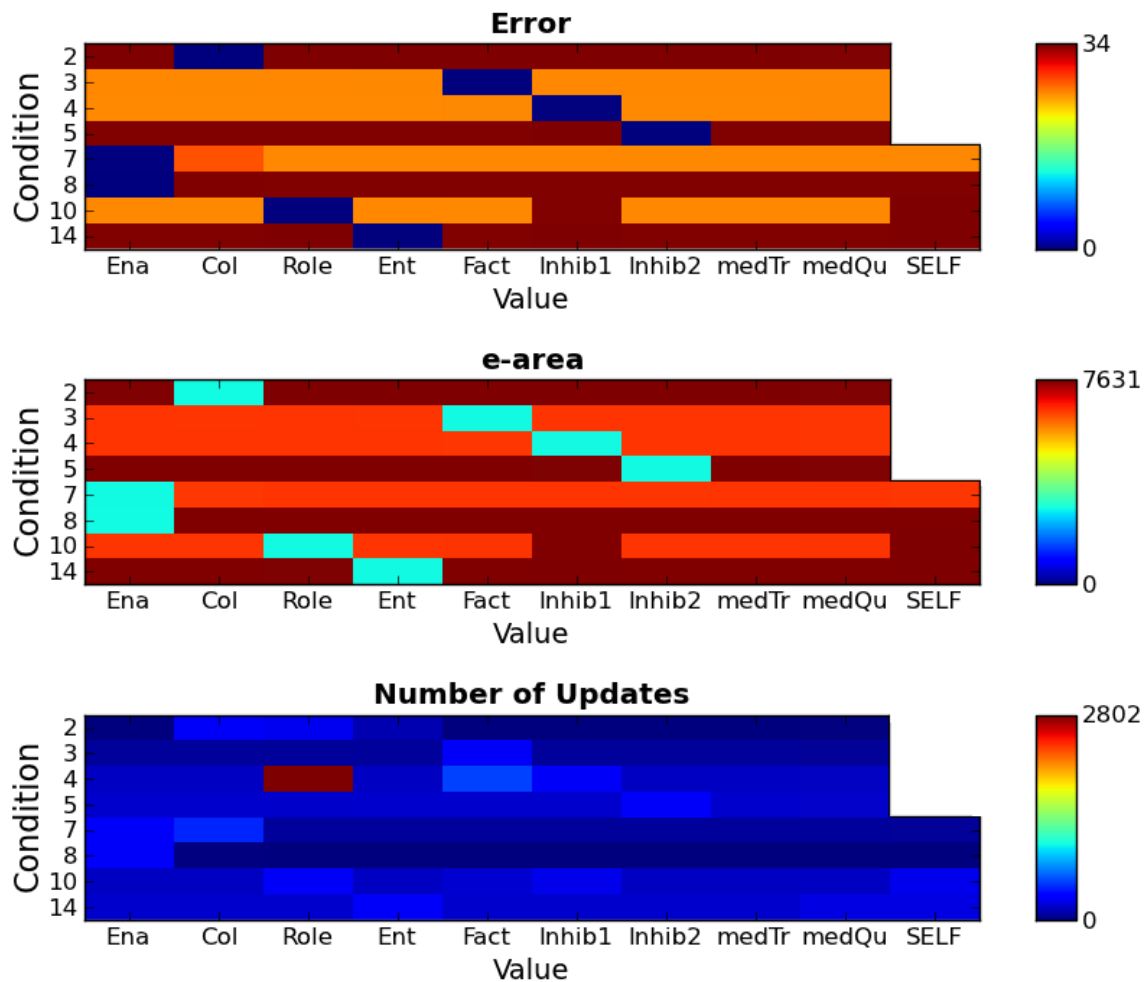 Error
Condition
2
3
4
5
7
8
10
14
Ena Col Role Ent Fact Inhib1 Inhib2 medTr medQu SELF
Value
34
0
e-area
Condition
2
3
4
5
7
8
10
14
Ena Col Role Ent Fact Inhib1 Inhib2 medTr medQu SELF
Value
7631
0
Number of Updates
Condition
2
3
4
5
7
8
10
14
Ena Col Role Ent Fact Inhib1 Inhib2 medTr medQu SELF
Value
2802
0